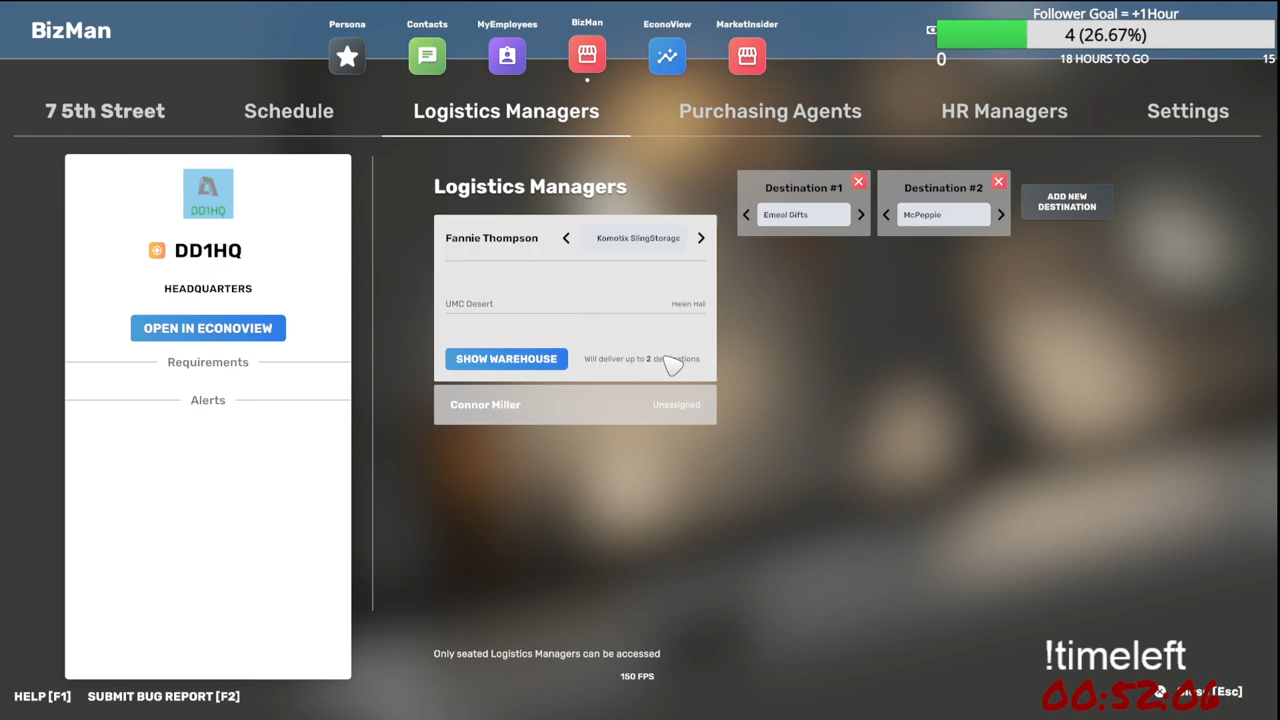 BizMan
Persona
Contacts
MyEmployees
BizMan
EconoView
MarketInsider
Follower Goal = +1Hour
4 (26.67%)
0
18 HOURS TO GO
15
7 5th Street
Schedule
Logistics Managers
Purchasing Agents
HR Managers
Settings
DD1HQ
DD1HQ
HEADQUARTERS
OPEN IN ECONOVIEW
Requirements
Alerts
Logistics Managers
Fannie Thompson
Komotix SlingStorage
UMC Desert
Helen Hall
SHOW WAREHOUSE
Will deliver up to 2
Connor Miller
Unassigned
Destination #1
Emeal Gifts
Destination #2
McPeppie
ADD NEW
DESTINATION
Only seated Logistics Managers can be accessed
150 FPS
!timeleft
00:52:06
[Esc]
HELP [F1]
SUBMIT BUG REPORT [F2]